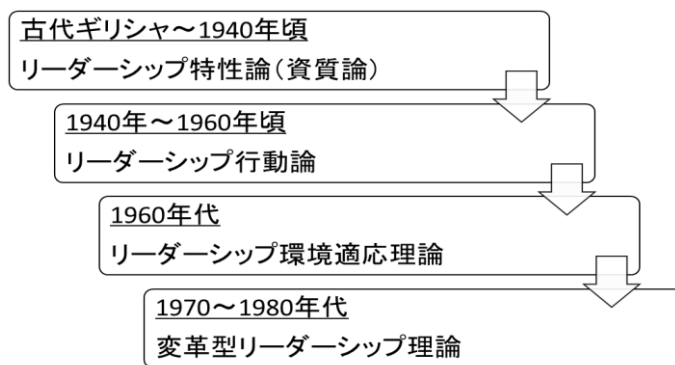 古代ギリシャ～1940年頃
リーダーシップ特性論（資質論）
1940年～1960年頃
リーダーシップ行動論
1960年代
リーダーシップ環境適応理論
1970～1980年代
変革型リーダーシップ理論